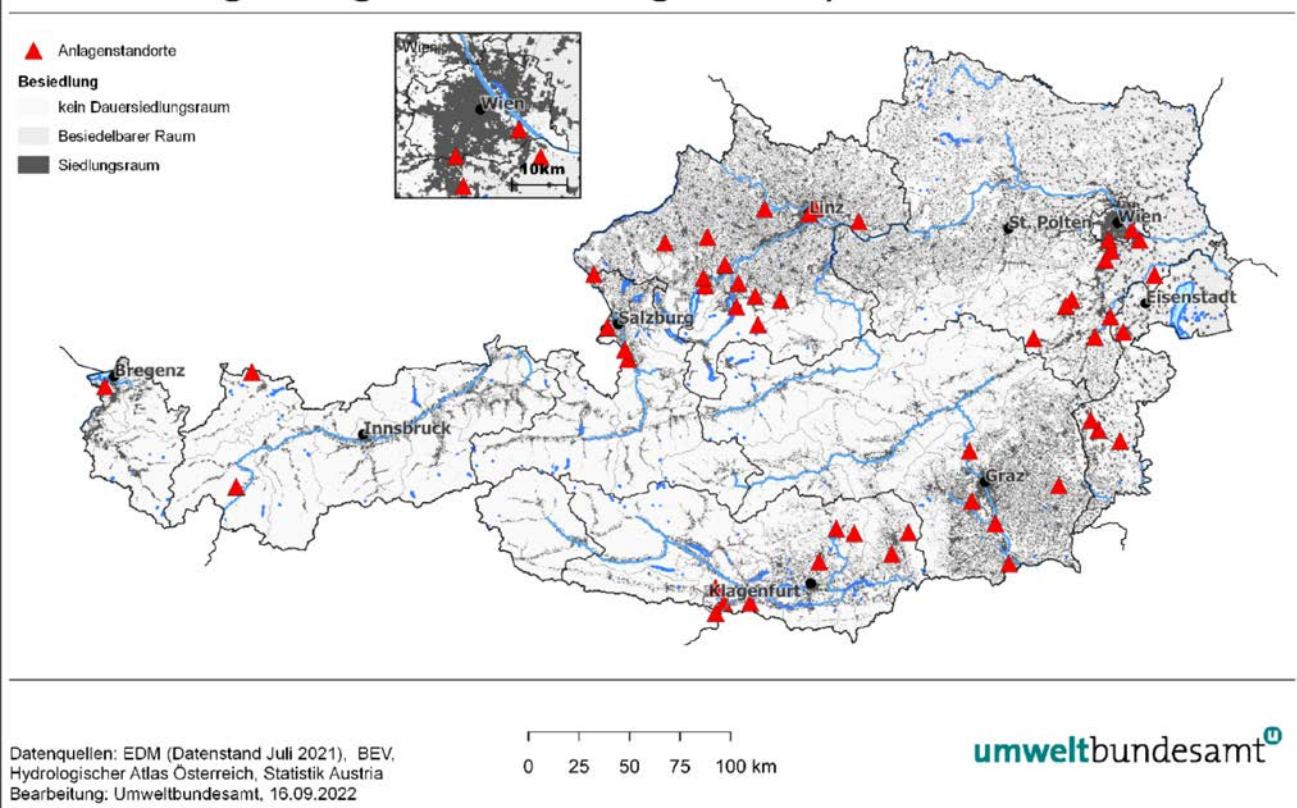 Anlagenstandorte
Besiedlung
kein Dauersiedlungsraum
Besiedelbarer Raum
Siedlungsraum
Wien
Wien
10km
Linz
St. Pölten
Wien
Eisenstadt
Salzburg
Bregenz
Innsbruck
Graz
Klagenfurt
Datenquellen: EDM (Datenstand Juli 2021), BEV,
Hydrologischer Atlas Österreich, Statistik Austria
Bearbeitung: Umweltbundesamt, 16.09.2022
0 25 50 75 100 km
umweltbundesamt